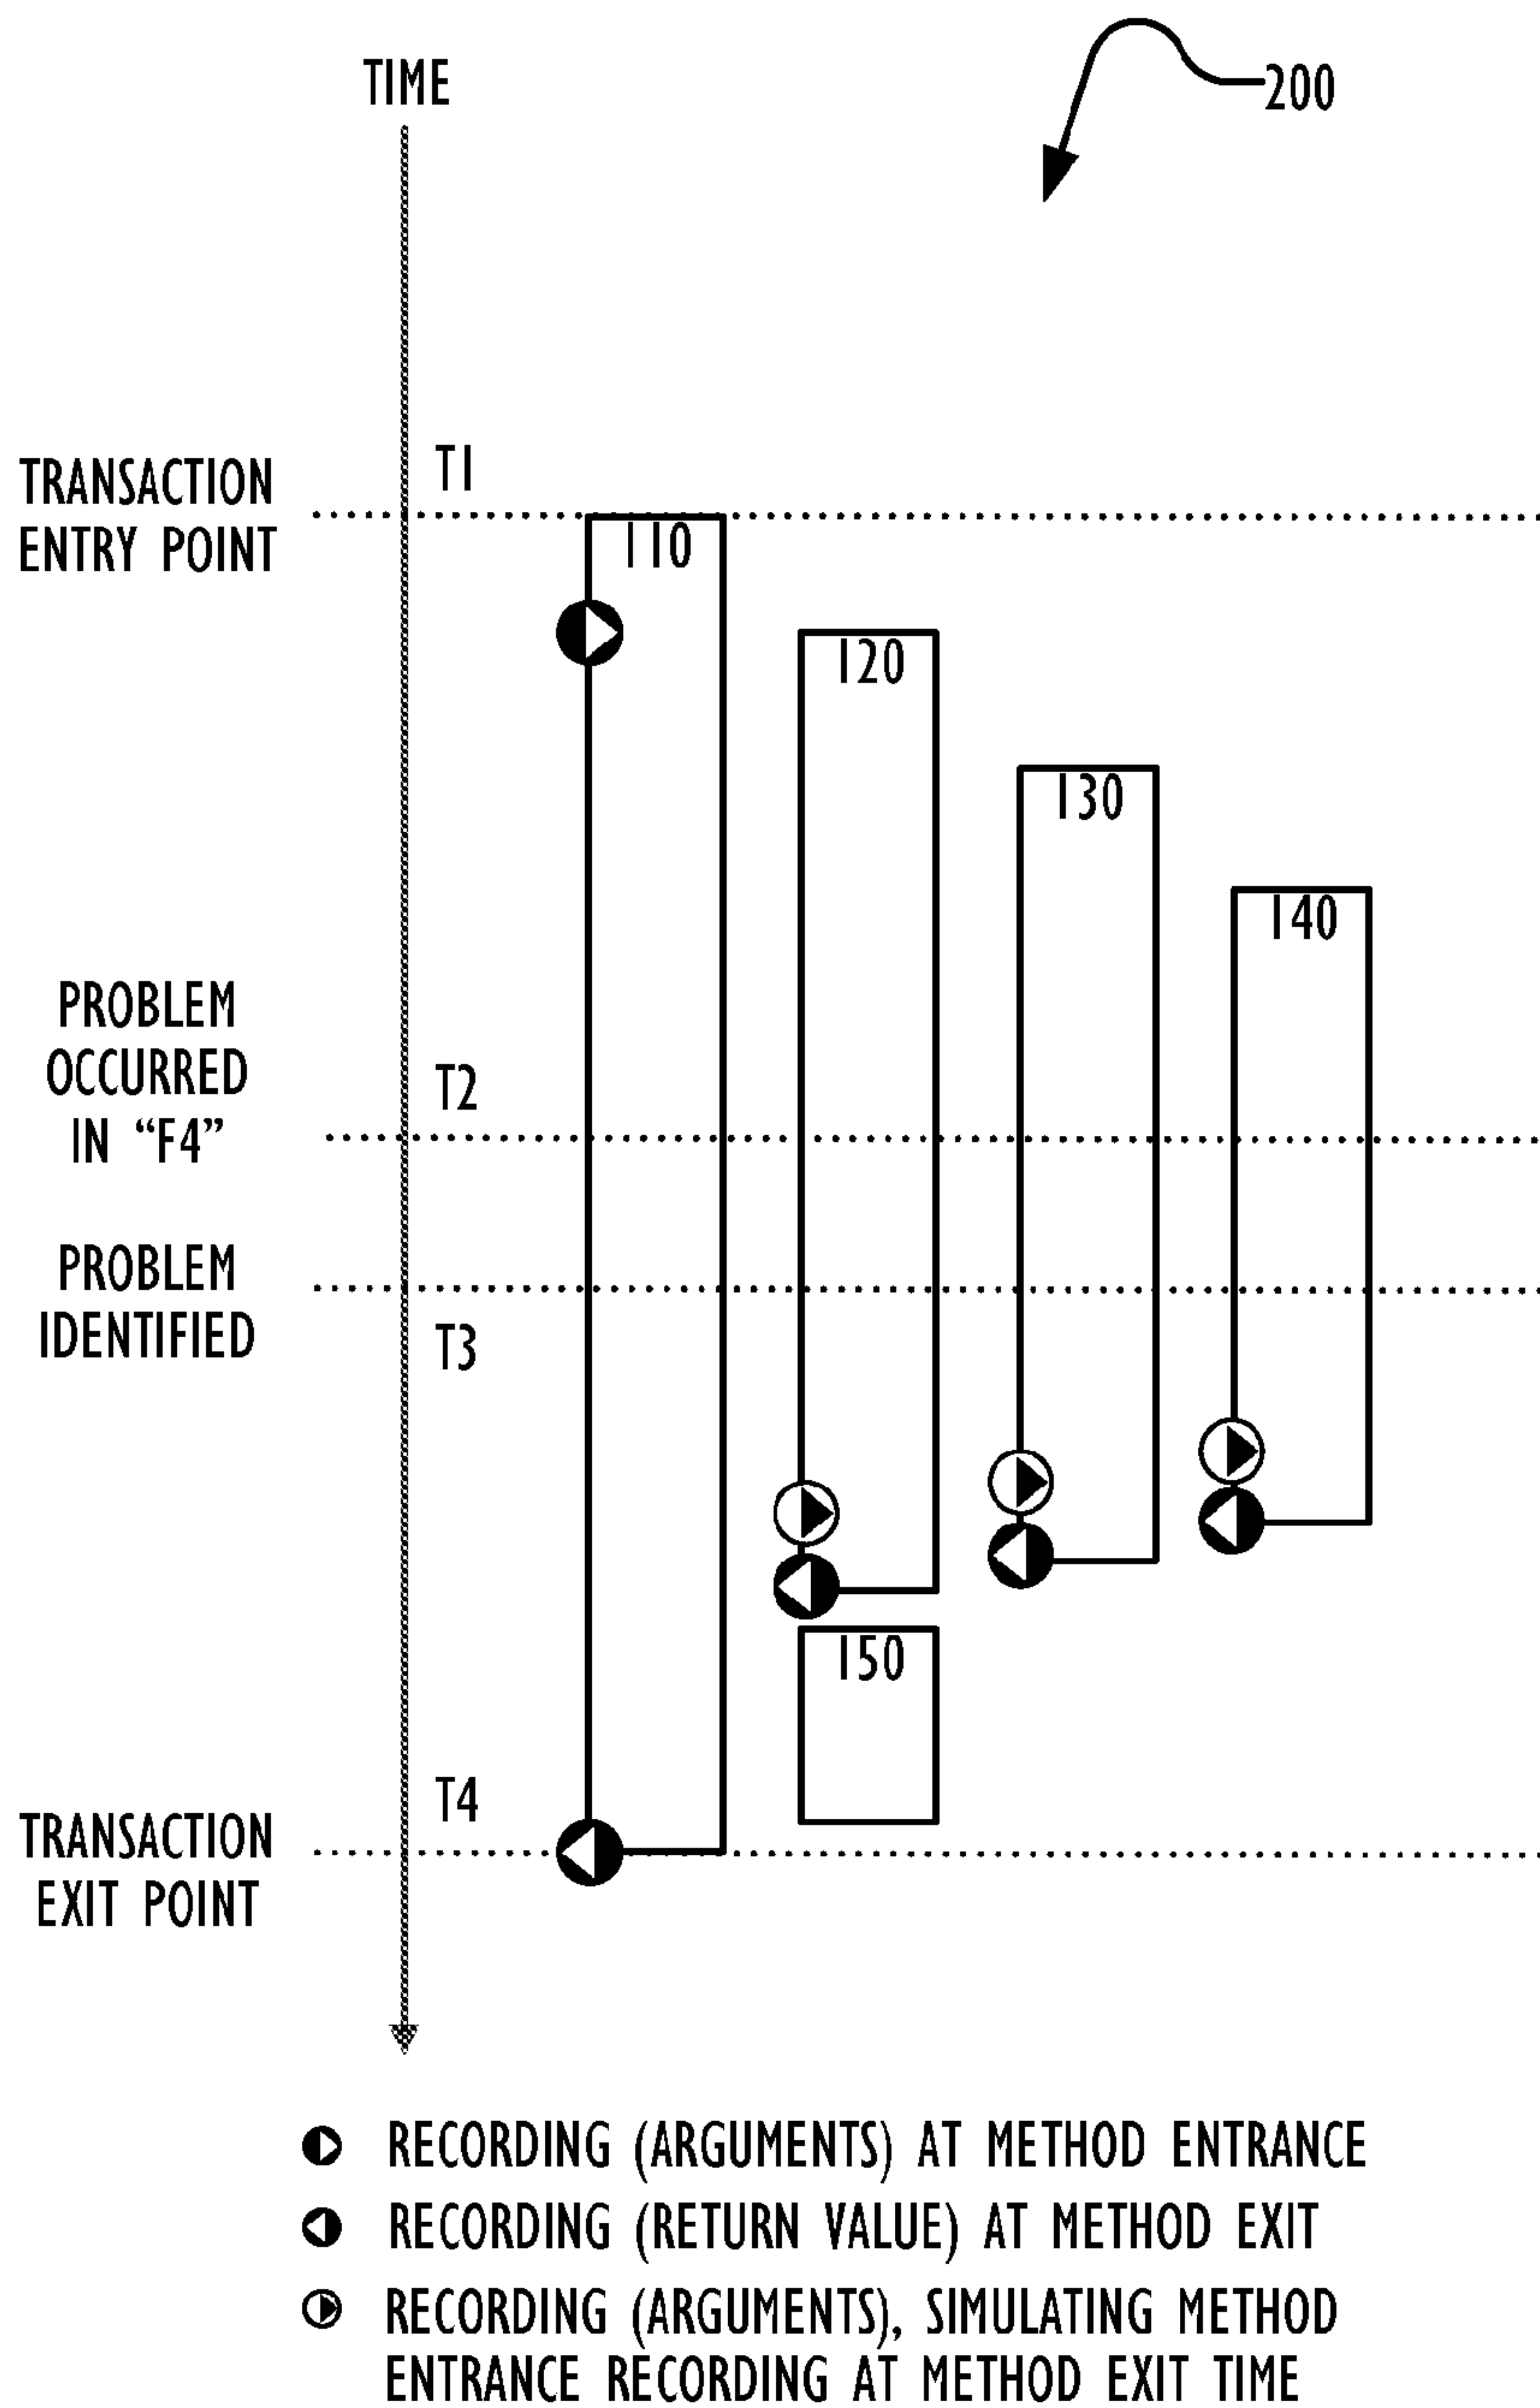 TIME
200
T1
TRANSACTION
ENTRY POINT
110
120
130
140
PROBLEM
OCCURRED
IN “F4”
T2
PROBLEM
IDENTIFIED
T3
150
T4
TRANSACTION
EXIT POINT
RECORDING (ARGUMENTS) AT METHOD ENTRANCE
RECORDING (RETURN VALUE) AT METHOD EXIT
RECORDING (ARGUMENTS), SIMULATING METHOD
ENTRANCE RECORDING AT METHOD EXIT TIME